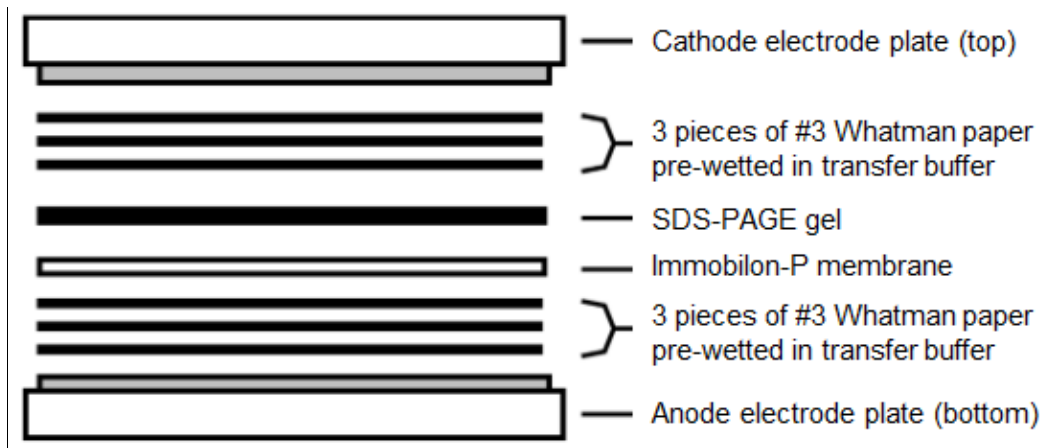 Cathode electrode plate (top)
3 pieces of #3 Whatman paper
pre-wetted in transfer buffer
SDS-PAGE gel
Immobilon-P membrane
3 pieces of #3 Whatman paper
pre-wetted in transfer buffer
Anode electrode plate (bottom)